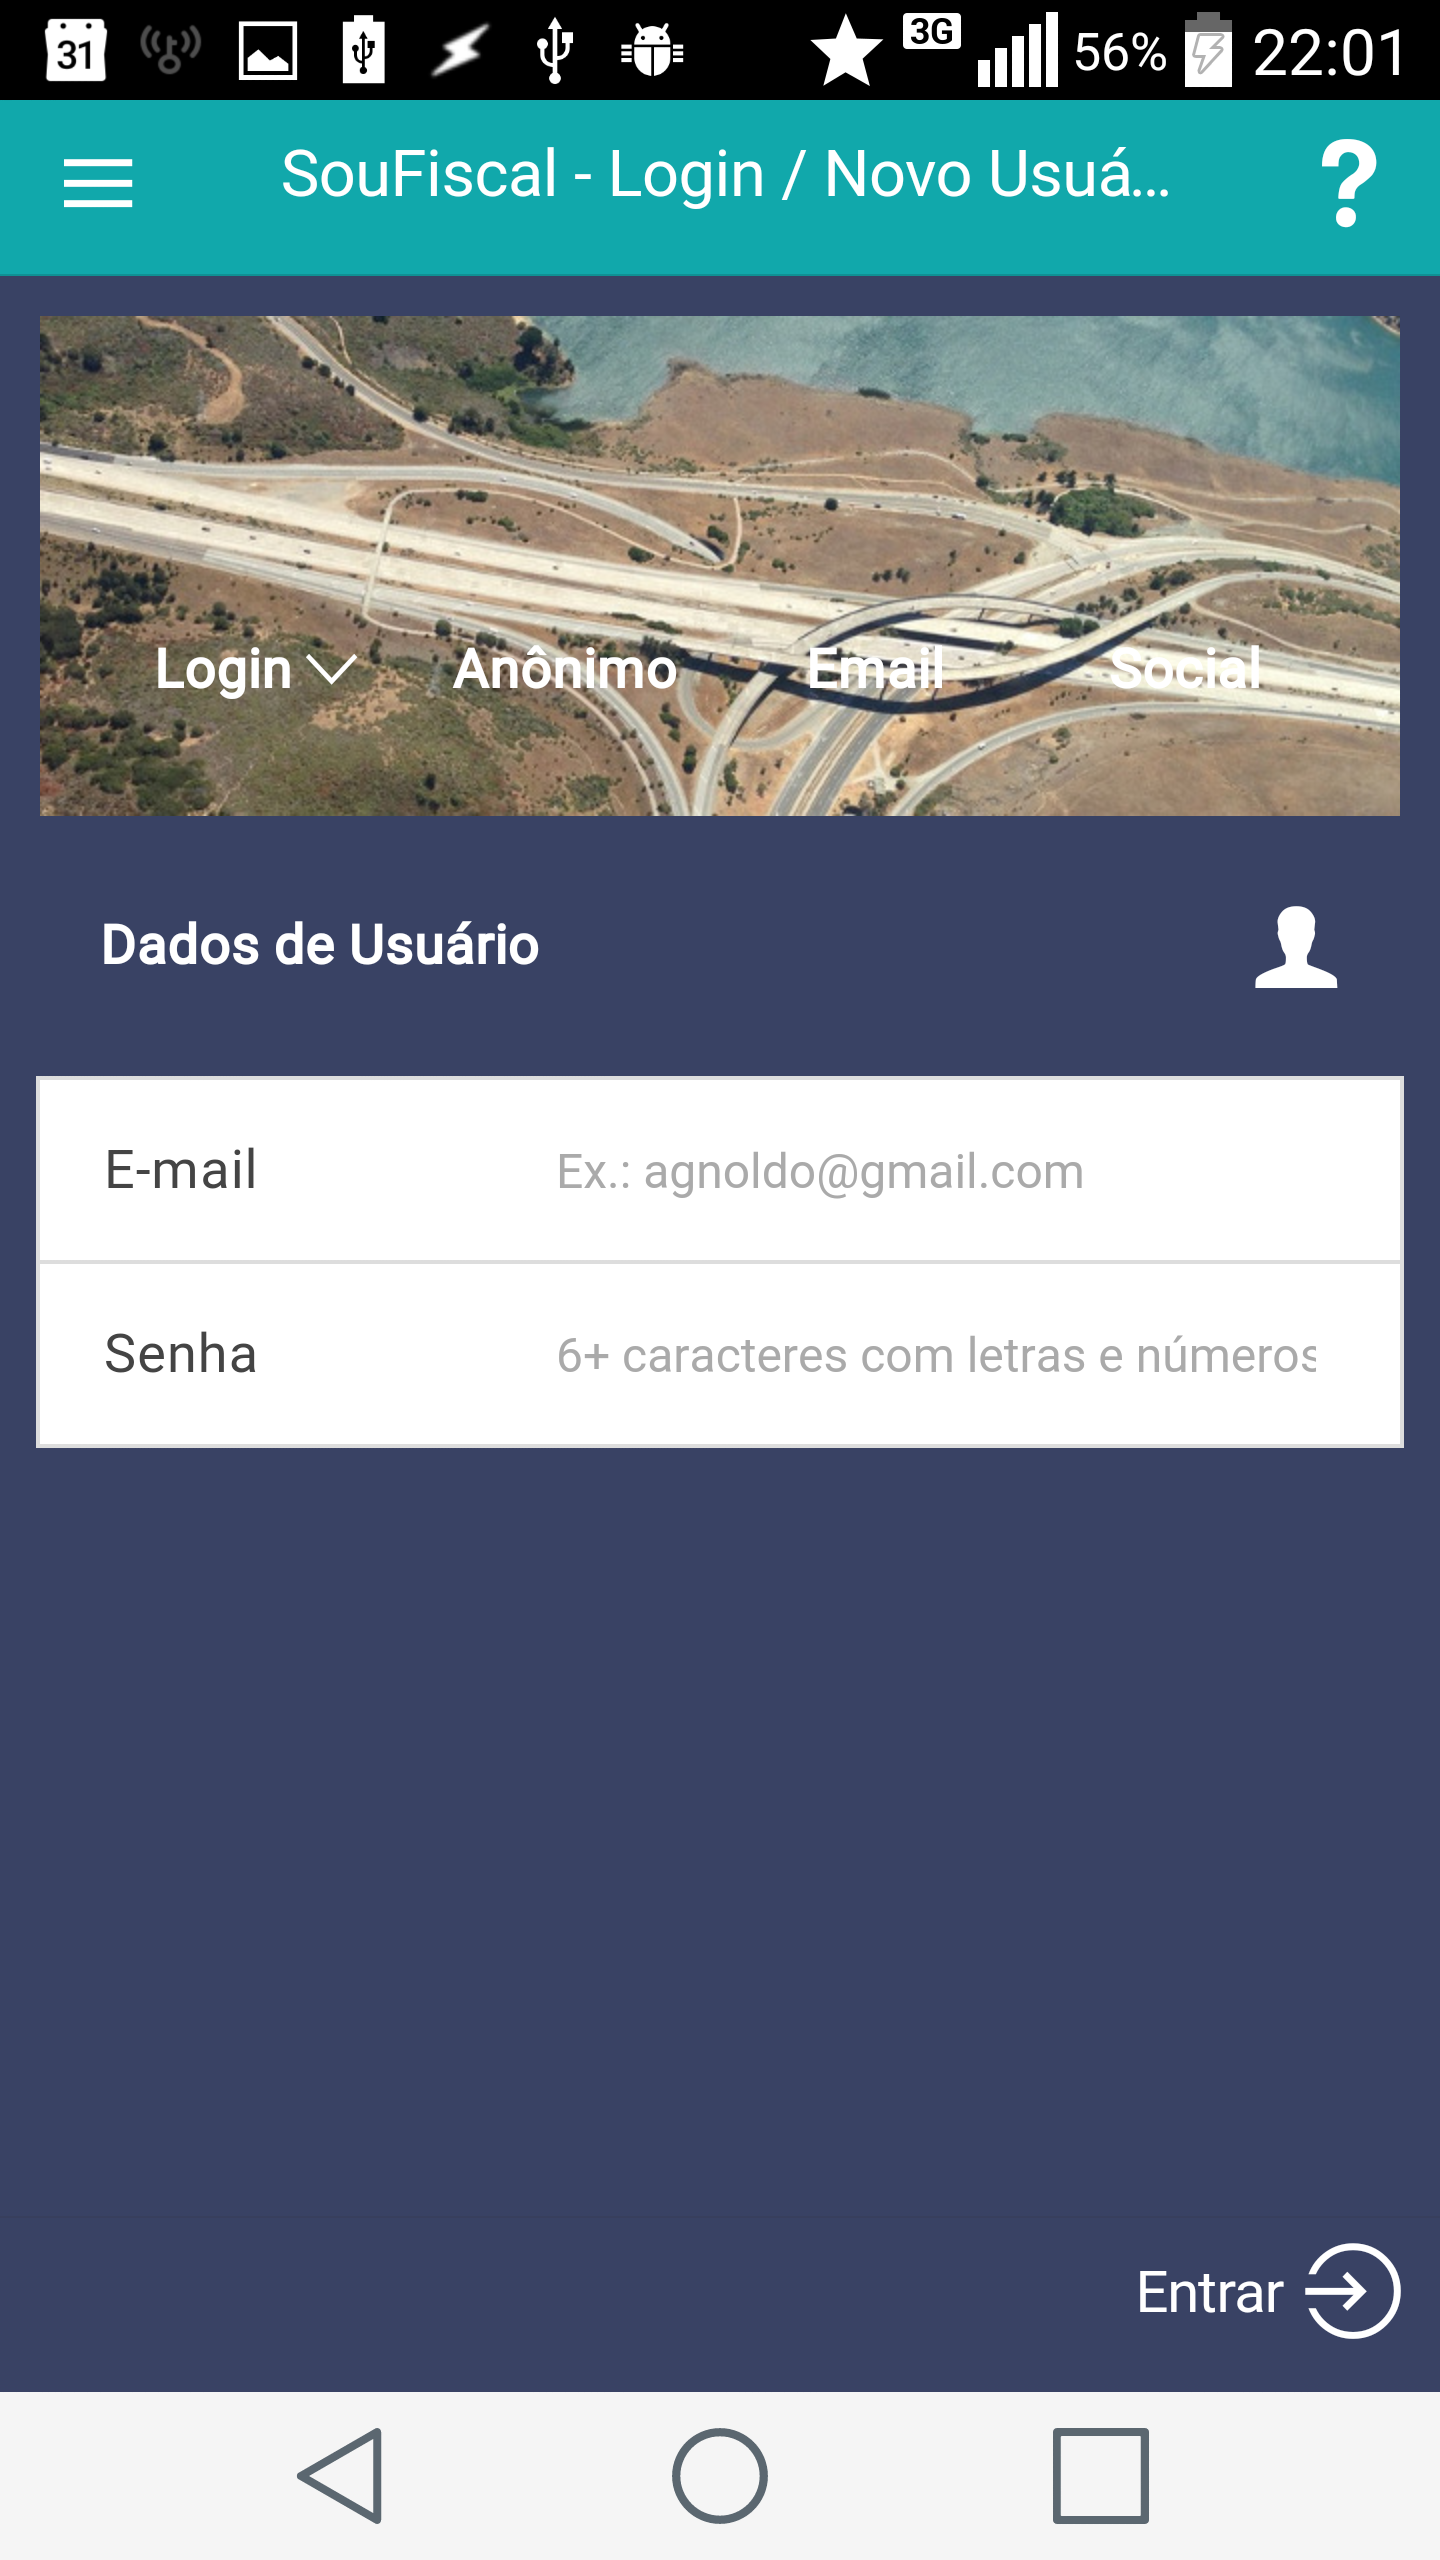 31 3G 56% 22:01
SouFiscal - Login / Novo Usuá... ?
Login Anônimo Email Social
Dados de Usuário
E-mail Ex.: agnoldo@gmail.com
Senha 6+ caracteres com letras e números
Entrar